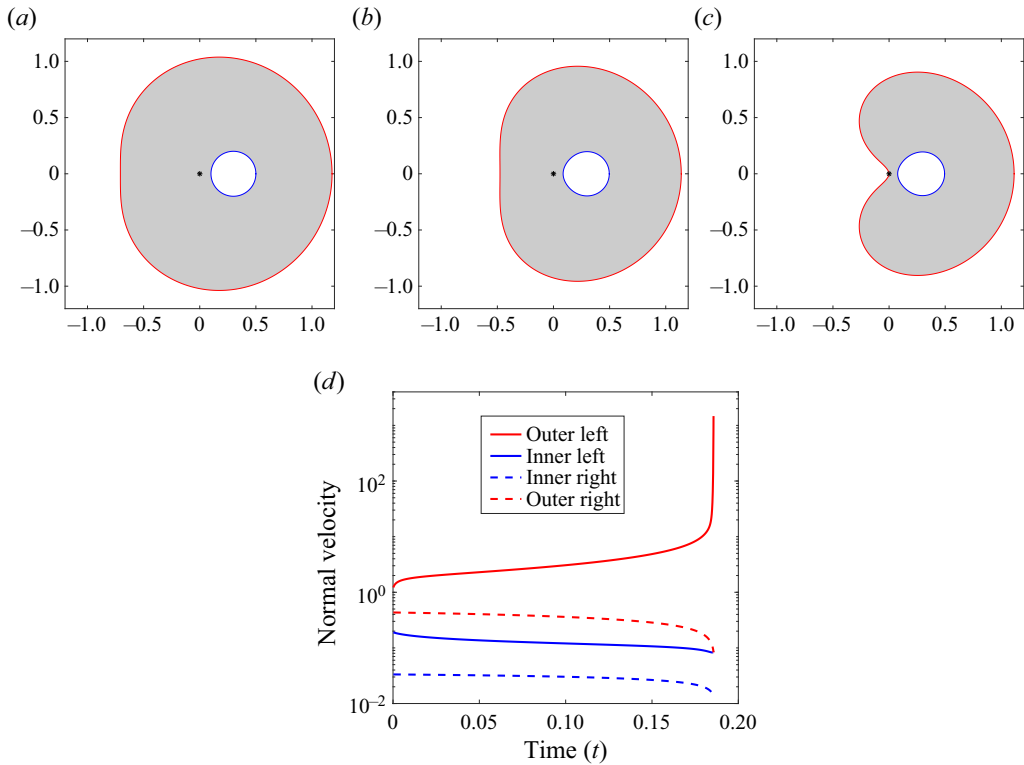 (a) (b) (c)
1.0 1.0 1.0
0.5 0.5 0.5
0 0 0
–0.5 –0.5 –0.5
–1.0 –1.0 –1.0
–1.0 –0.5 0 0.5 1.0 –1.0 –0.5 0 0.5 1.0 –1.0 –0.5 0 0.5 1.0
(d)
Outer left
Inner left
Inner right
Outer right
Normal velocity
10²
10⁰
10⁻²
0 0.05 0.10 0.15 0.20
Time (t)